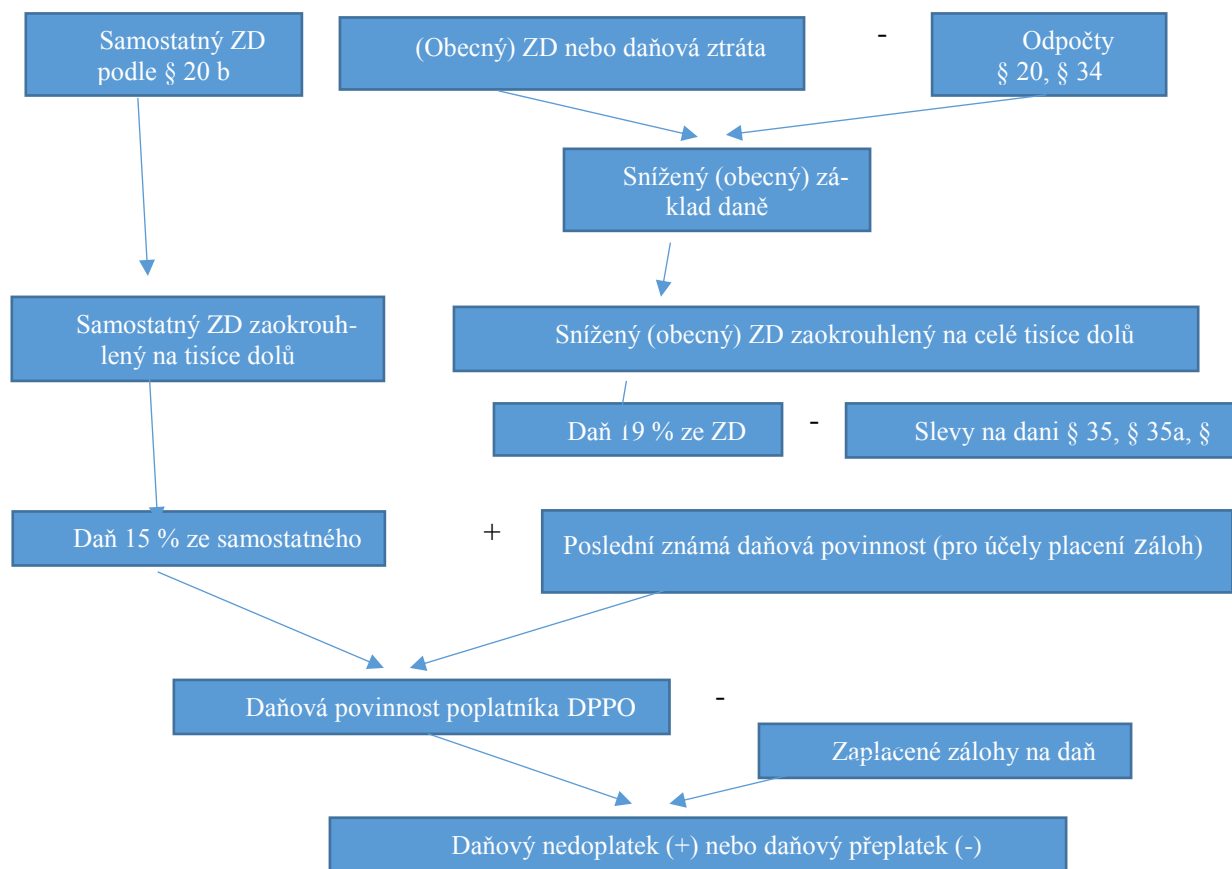 Samostatný ZD
podle § 20 b
(Obecný) ZD nebo daňová ztráta
-
Odpočty
§ 20, § 34
Snížený (obecný) zá-
klad daně
Samostatný ZD zaokrouh-
lený na tisíce dolů
Snížený (obecný) ZD zaokrouhlený na celé tisíce dolů
Daň 19 % ze ZD
-
Slevy na dani § 35, § 35a, §
Daň 15 % ze samostatného
+
Poslední známá daňová povinnost (pro účely placení záloh)
Daňová povinnost poplatníka DPPO
-
Zaplacené zálohy na daň
Daňový nedoplatek (+) nebo daňový přeplatek (-)